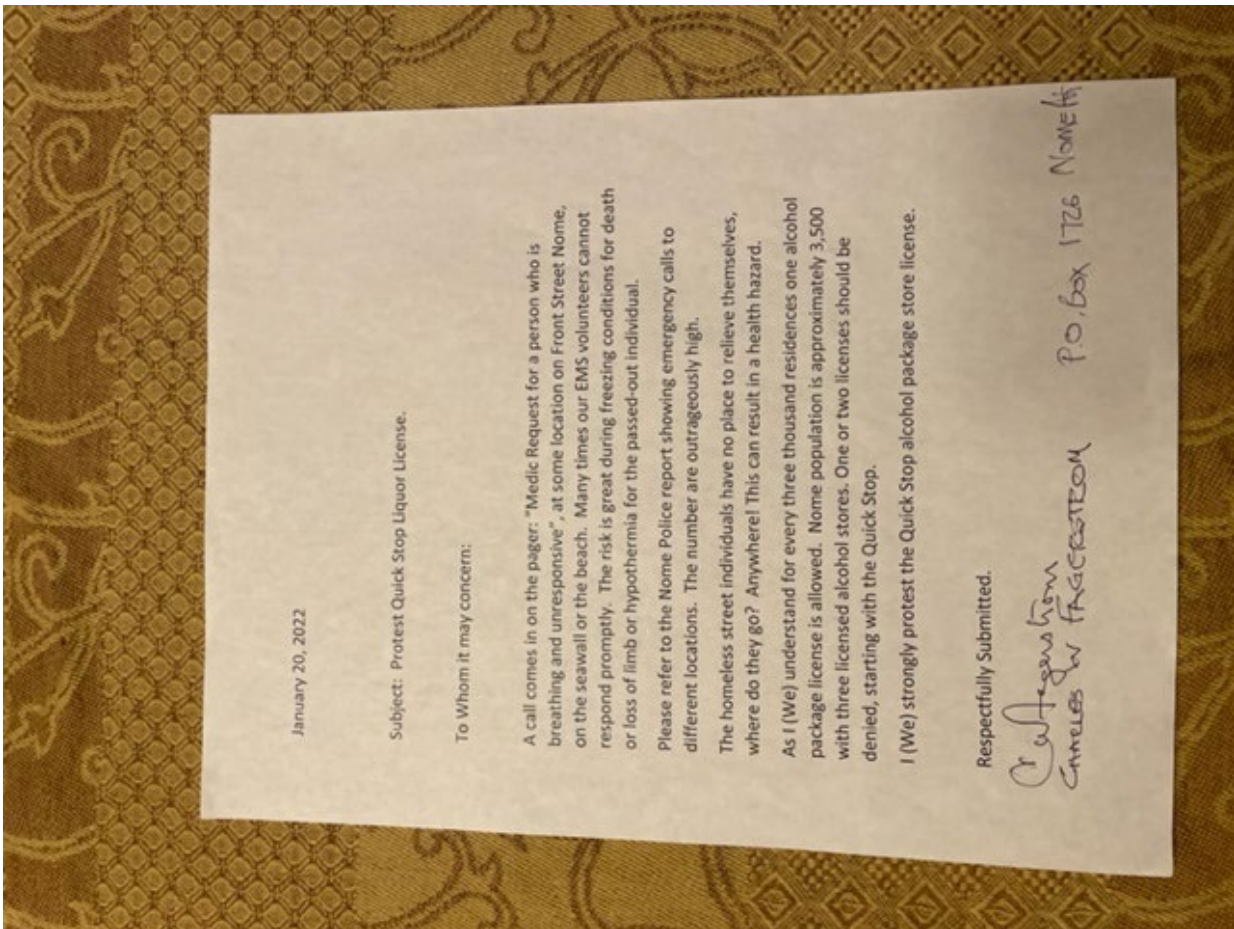 January 20, 2022
Subject: Protest Quick Stop Liquor License.
To Whom it may concern:
A call comes in on the pager: "Medic Request for a person who is
breathing and unresponsive", at some location on Front Street Nome,
on the seawall or the beach. Many times our EMS volunteers cannot
respond promptly. The risk is great during freezing conditions for death
or loss of limb or hypothermia for the passed-out individual.
Please refer to the Nome Police report showing emergency calls to
different locations. The number are outrageously high.
The homeless street individuals have no place to relieve themselves,
where do they go? Anywhere! This can result in a health hazard.
As I (We) understand for every three thousand residences one alcohol
package license is allowed. Nome population is approximately 3,500
with three licensed alcohol stores. One or two licenses should be
denied, starting with the Quick Stop.
I (We) strongly protest the Quick Stop alcohol package store license.
Respectfully Submitted.
CW Fagerstrom
CHARLES W FAGERSTROM P.O. Box 1726 Nome AK